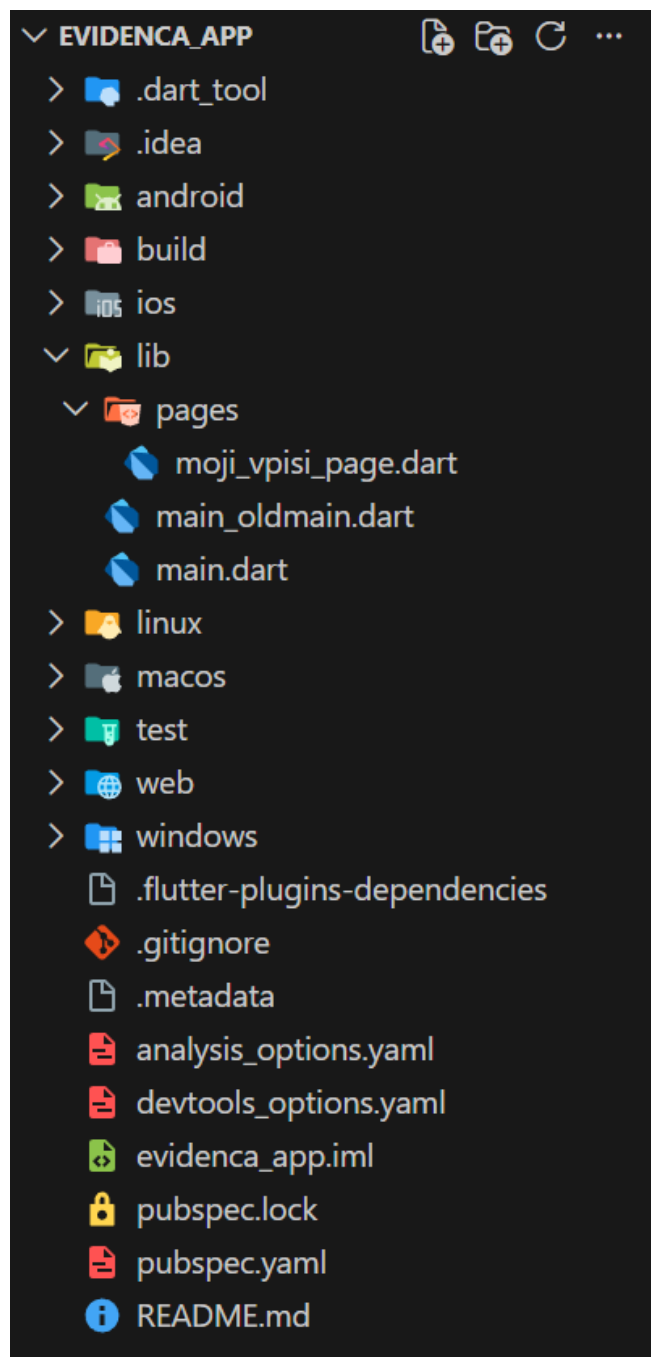 EVIDENCA_APP
.dart_tool
.idea
android
build
ios
lib
pages
moji_vpisi_page.dart
main_oldmain.dart
main.dart
linux
macos
test
web
windows
.flutter-plugins-dependencies
.gitignore
.metadata
analysis_options.yaml
devtools_options.yaml
evidenca_app.iml
pubspec.lock
pubspec.yaml
README.md